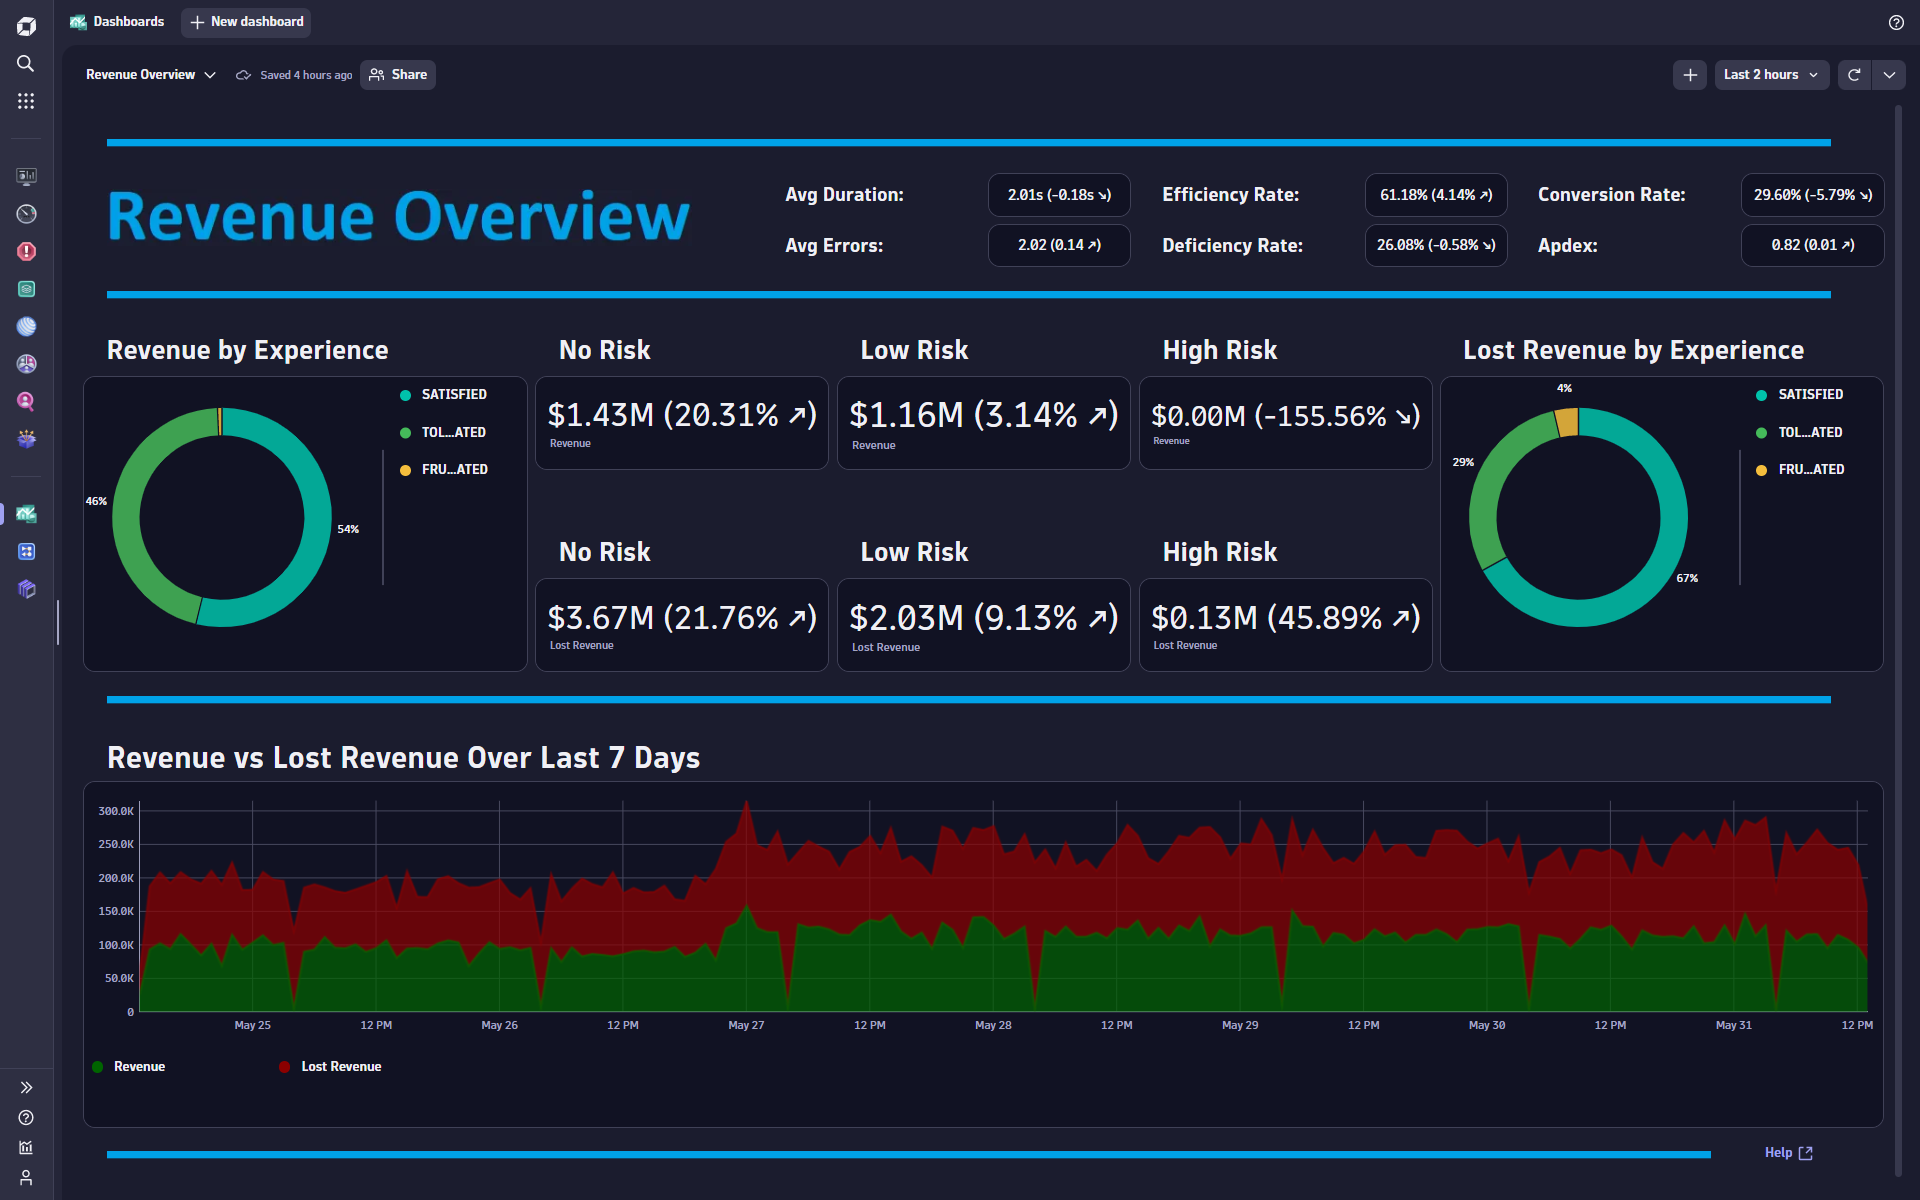 Dashboards
New dashboard
Revenue Overview
Saved 4 hours ago
Share
Last 2 hours
Revenue Overview
Avg Duration: 2.01s (-0.18s ↘) Efficiency Rate: 61.18% (4.14% ↗) Conversion Rate: 29.60% (-5.79% ↘)
Avg Errors: 2.02 (0.14 ↗) Deficiency Rate: 26.08% (-0.58% ↘) Apdex: 0.82 (0.01 ↗)
Revenue by Experience
46%
54%
SATISFIED
TOL...ATED
FRU...ATED
No Risk
$1.43M (20.31% ↗)
Revenue
Low Risk
$1.16M (3.14% ↗)
Revenue
High Risk
$0.00M (-155.56% ↘)
Revenue
No Risk
$3.67M (21.76% ↗)
Lost Revenue
Low Risk
$2.03M (9.13% ↗)
Lost Revenue
High Risk
$0.13M (45.89% ↗)
Lost Revenue
Lost Revenue by Experience
4%
29%
67%
SATISFIED
TOL...ATED
FRU...ATED
Revenue vs Lost Revenue Over Last 7 Days
300.0K
250.0K
200.0K
150.0K
100.0K
50.0K
0
May 25 12 PM May 26 12 PM May 27 12 PM May 28 12 PM May 29 12 PM May 30 12 PM May 31 12 PM
Revenue
Lost Revenue
Help